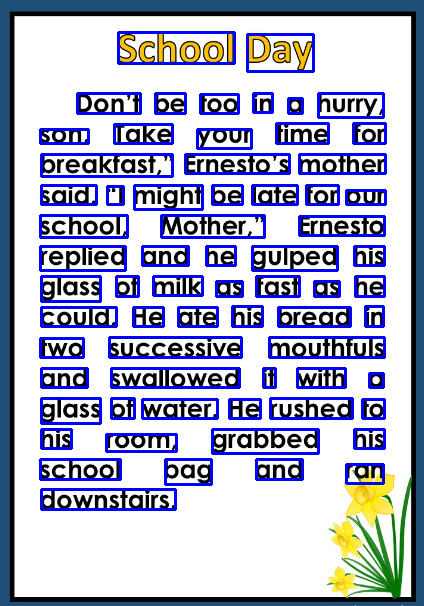 School Day
Don't be too in a hurry,
son. Take your time for
breakfast,” Ernesto’s mother
said. “I might be late for our
school, Mother,” Ernesto
replied and he gulped his
glass of milk as fast as he
could. He ate his bread in
two successive mouthfuls
and swallowed it with a
glass of water. He rushed to
his room, grabbed his
school bag and ran
downstairs.